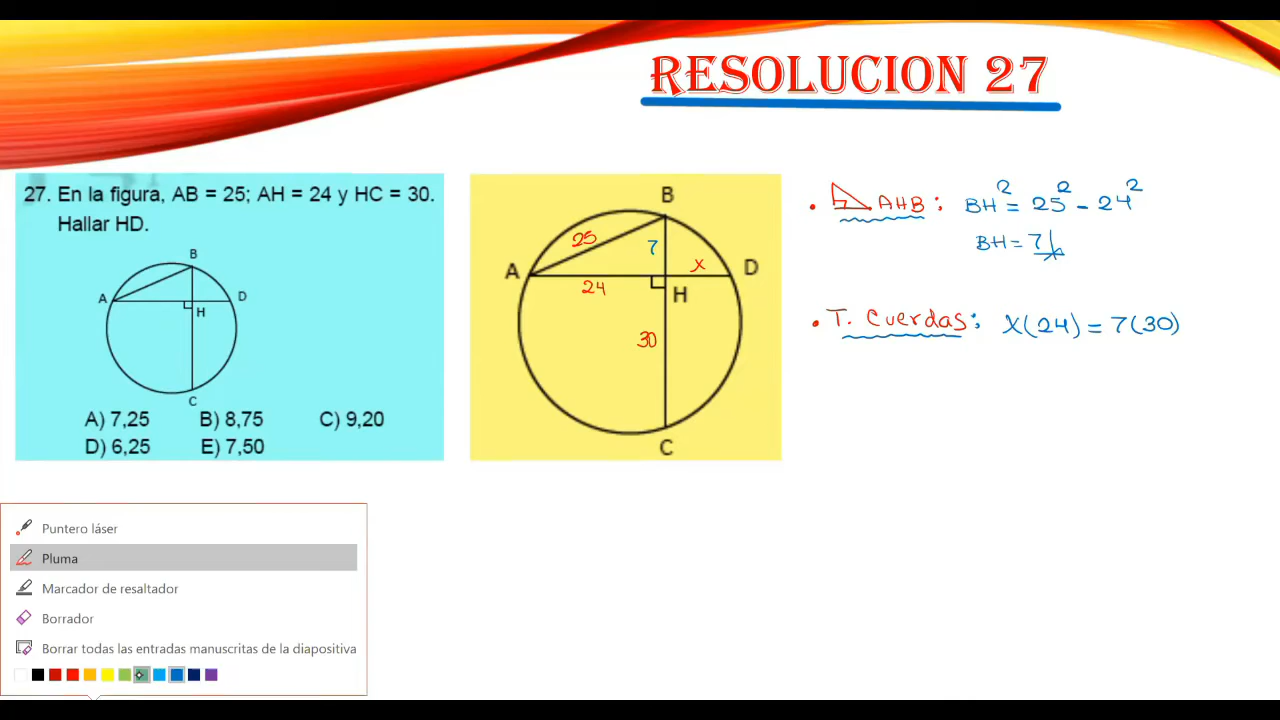 RESOLUCION 27
27. En la figura, AB = 25; AH = 24 y HC = 30.
Hallar HD.
B
A
D
H
C
A) 7,25 B) 8,75 C) 9,20
D) 6,25 E) 7,50
B
25
7
x
A
D
24
H
30
C
• AHB: BH² = 25² - 24²
BH = 7
• T. Cuerdas: X(24) = 7(30)
Puntero láser
Pluma
Marcador de resaltador
Borrador
Borrar todas las entradas manuscritas de la diapositiva